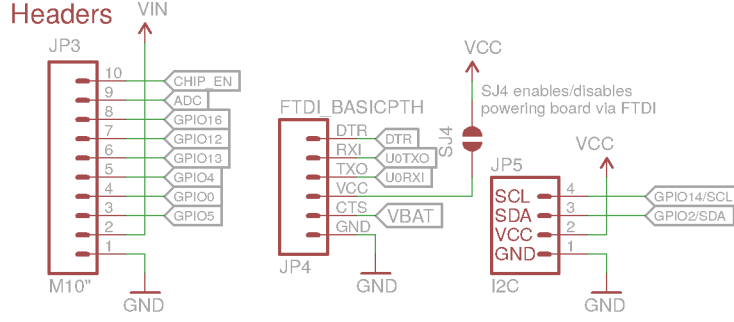 Headers
VIN
JP3
10
CHIP_EN
9
ADC
8
GPIO16
7
GPIO12
6
GPIO13
5
GPIO4
4
GPIO0
3
GPIO5
2
1
M10"
GND
FTDI_BASICPTH
DTR
DTR
RXI
U0TXO
TXO
U0RXI
VCC
CTS
VBAT
GND
JP4
GND
VCC
SJ4 enables/disables
powering board via FTDI
SJ4
VCC
JP5
SCL
4
GPIO14/SCL
SDA
3
GPIO2/SDA
VCC
2
GND
1
I2C
GND